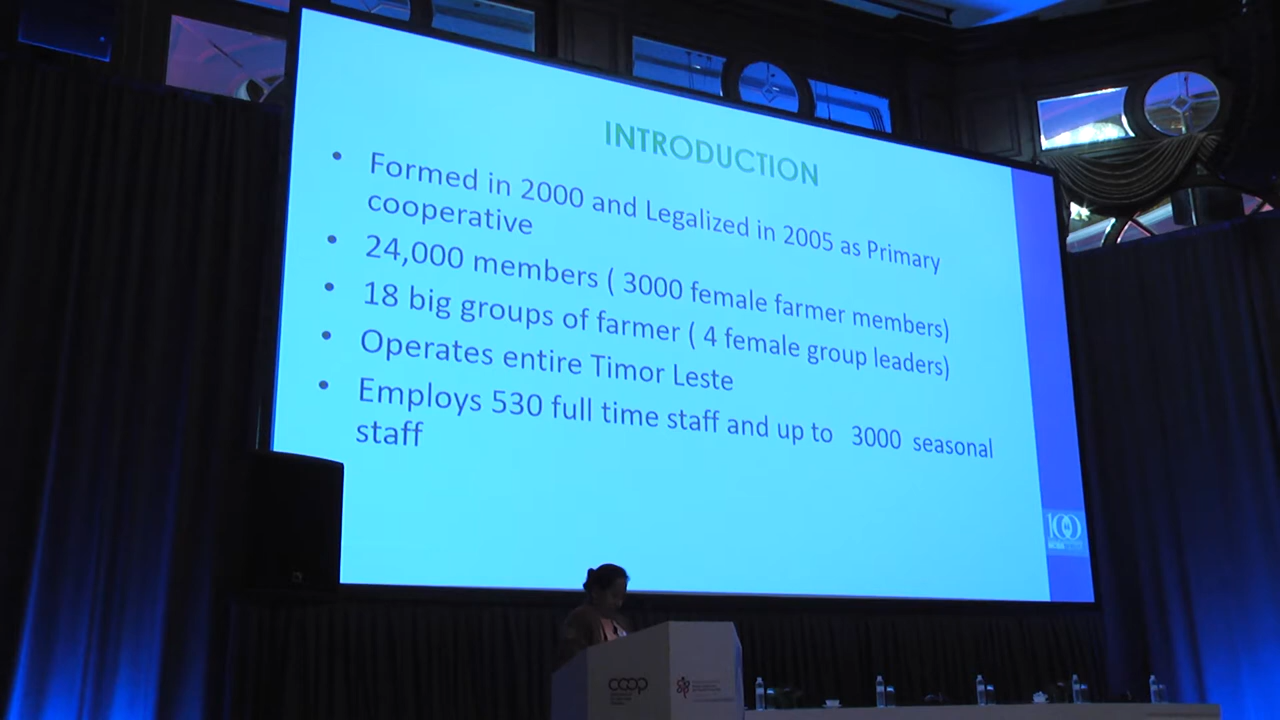 INTRODUCTION
• Formed in 2000 and Legalized in 2005 as Primary
cooperative
• 24,000 members ( 3000 female farmer members)
• 18 big groups of farmer ( 4 female group leaders)
• Operates entire Timor Leste
• Employs 530 full time staff and up to 3000 seasonal
staff
100
coop